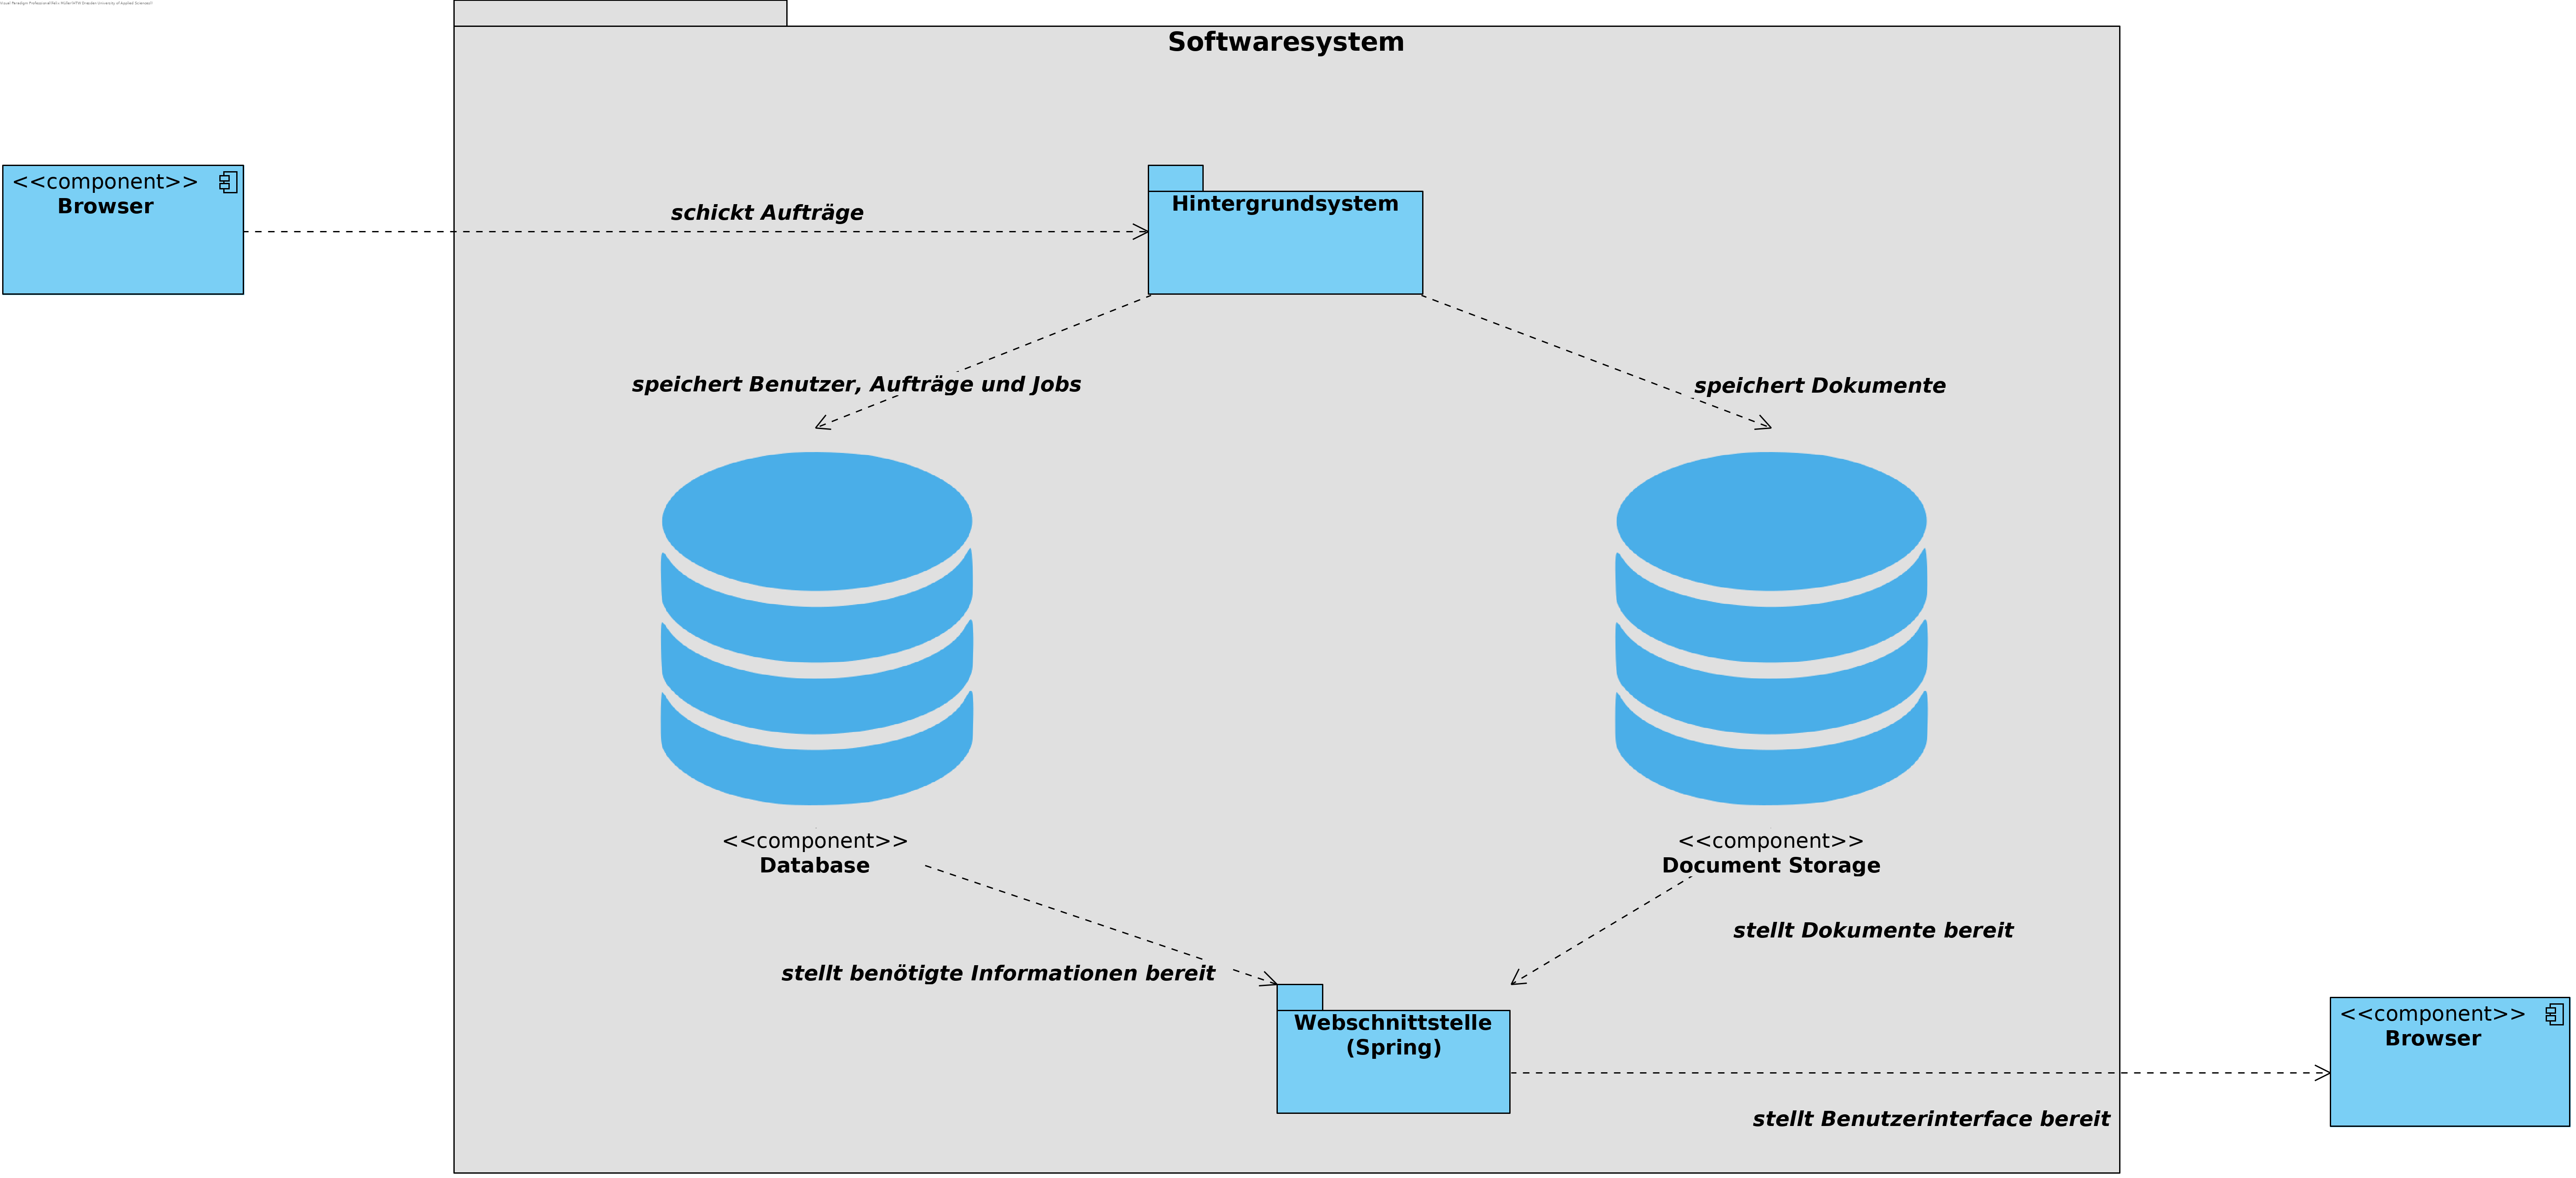 Visual Paradigm Professional(Felix Müller(HTW Dresden University of Applied Sciences))
Softwaresystem
<<component>>
Browser
schickt Aufträge
Hintergrundsystem
speichert Benutzer, Aufträge und Jobs
speichert Dokumente
<<component>>
Database
<<component>>
Document Storage
stellt Dokumente bereit
stellt benötigte Informationen bereit
Webschnittstelle
(Spring)
<<component>>
Browser
stellt Benutzerinterface bereit